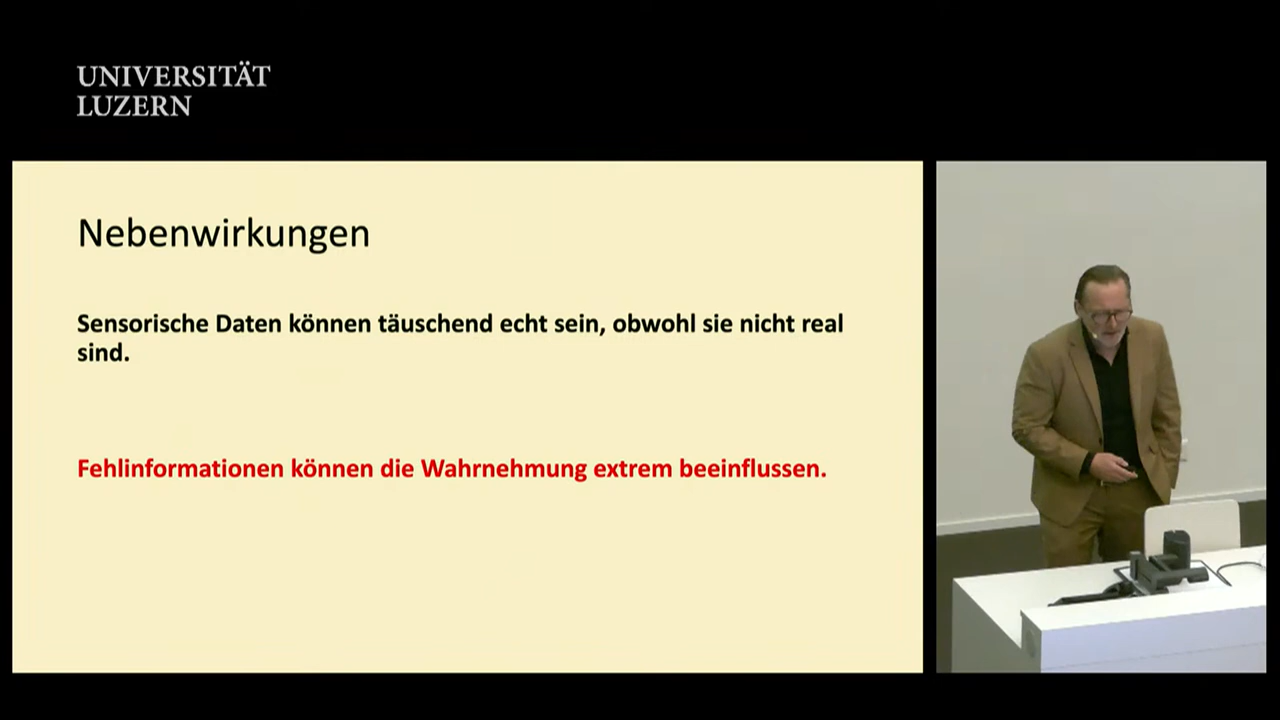 UNIVERSITÄT
LUZERN
Nebenwirkungen
Sensorische Daten können täuschend echt sein, obwohl sie nicht real
sind.
Fehlinformationen können die Wahrnehmung extrem beeinflussen.